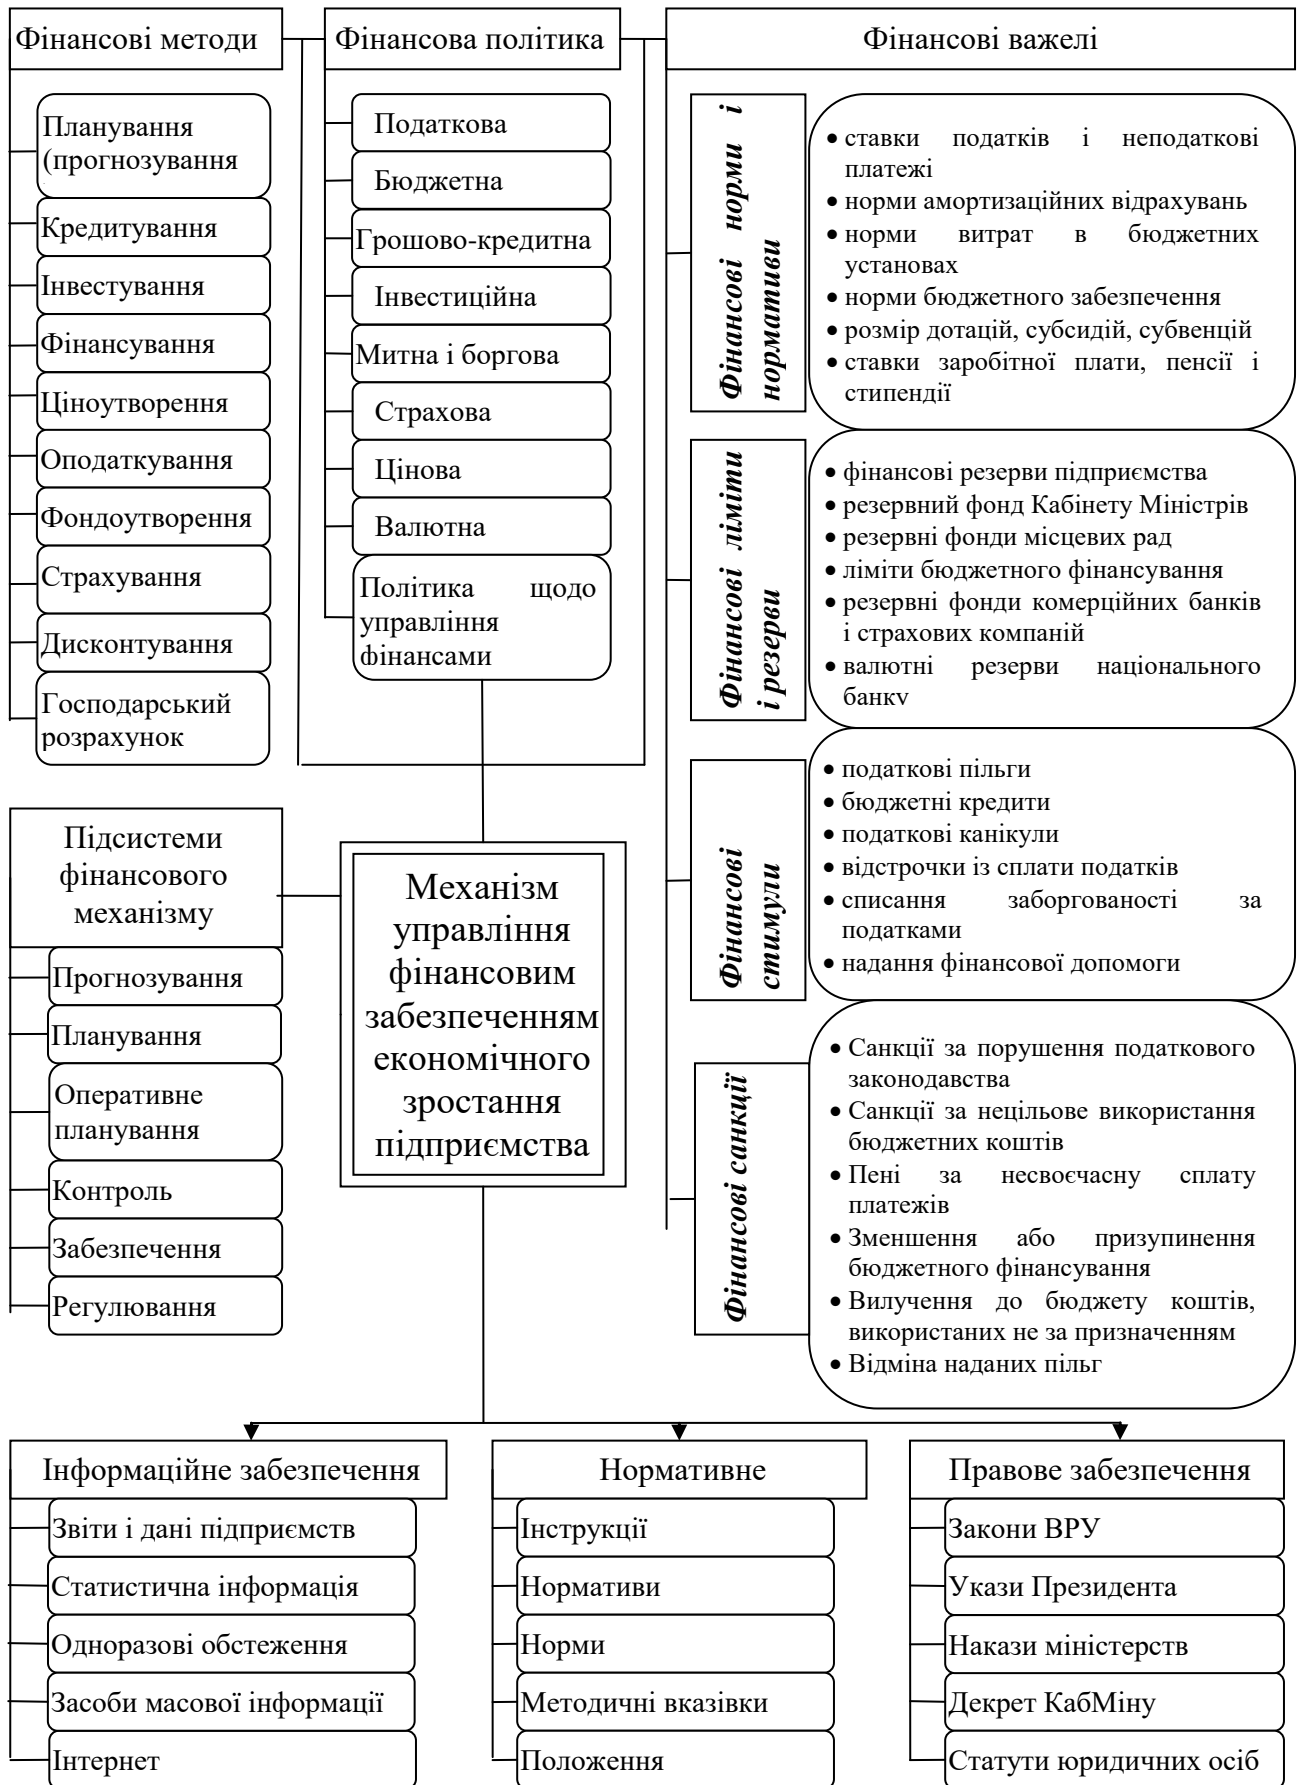 Фінансові методи
Планування
(прогнозування
Кредитування
Інвестування
Фінансування
Ціноутворення
Оподаткування
Фондоутворення
Страхування
Дисконтування
Господарський
розрахунок
Фінансова політика
Податкова
Бюджетна
Грошово-кредитна
Інвестиційна
Митна і боргова
Страхова
Цінова
Валютна
Політика щодо
управління
фінансами
Фінансові важелі
Фінансові норми і
нормативи
• ставки податків і неподаткові
платежі
• норми амортизаційних відрахувань
• норми витрат в бюджетних
установах
• норми бюджетного забезпечення
• розмір дотацій, субсидій, субвенцій
• ставки заробітної плати, пенсії і
стипендії
Фінансові ліміти
і резерви
• фінансові резерви підприємства
• резервний фонд Кабінету Міністрів
• резервні фонди місцевих рад
• ліміти бюджетного фінансування
• резервні фонди комерційних банків
і страхових компаній
• валютні резерви національного
банку
Фінансові
стимули
• податкові пільги
• бюджетні кредити
• податкові канікули
• відстрочки із сплати податків
• списання заборгованості за
податками
• надання фінансової допомоги
Фінансові санкції
• Санкції за порушення податкового
законодавства
• Санкції за нецільове використання
бюджетних коштів
• Пені за несвоєчасну сплату
платежів
• Зменшення або призупинення
бюджетного фінансування
• Вилучення до бюджету коштів,
використаних не за призначенням
• Відміна наданих пільг
Підсистеми
фінансового
механізму
Прогнозування
Планування
Оперативне
планування
Контроль
Забезпечення
Регулювання
Механізм
управління
фінансовим
забезпеченням
економічного
зростання
підприємства
Інформаційне забезпечення
Звіти і дані підприємств
Статистична інформація
Одноразові обстеження
Засоби масової інформації
Інтернет
Нормативне
Інструкції
Нормативи
Норми
Методичні вказівки
Положення
Правове забезпечення
Закони ВРУ
Укази Президента
Накази міністерств
Декрет КабМіну
Статути юридичних осіб